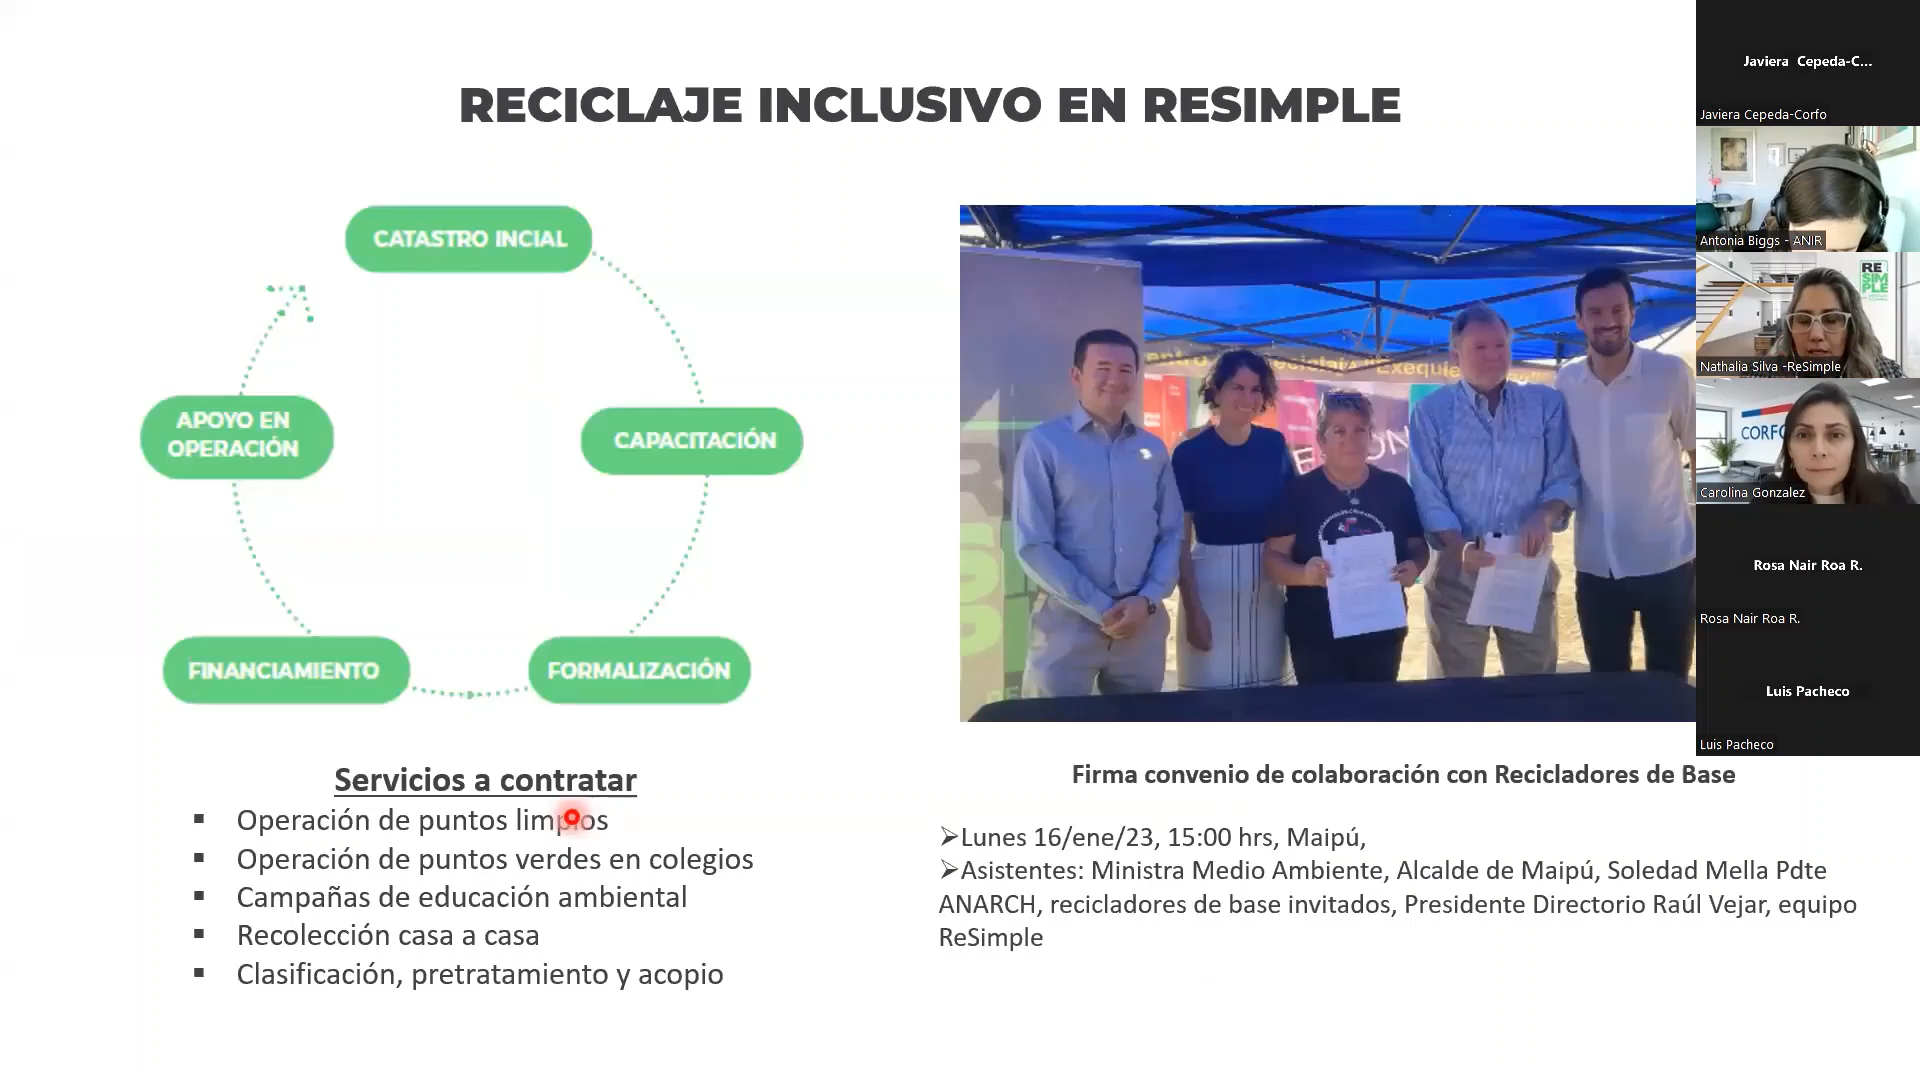 RECICLAJE INCLUSIVO EN RESIMPLE
CATASTRO INCIAL
CAPACITACIÓN
FORMALIZACIÓN
FINANCIAMIENTO
APOYO EN
OPERACIÓN
Servicios a contratar
▪ Operación de puntos limpios
▪ Operación de puntos verdes en colegios
▪ Campañas de educación ambiental
▪ Recolección casa a casa
▪ Clasificación, pretratamiento y acopio
Firma convenio de colaboración con Recicladores de Base
➢Lunes 16/ene/23, 15:00 hrs, Maipú,
➢Asistentes: Ministra Medio Ambiente, Alcalde de Maipú, Soledad Mella Pdte
ANARCH, recicladores de base invitados, Presidente Directorio Raúl Vejar, equipo
ReSimple
Javiera Cepeda-C...
Javiera Cepeda-Corfo
Antonia Biggs - ANIR
RE
SIM
PLE
Nathalia Silva -ReSimple
CORFO
Carolina Gonzalez
Rosa Nair Roa R.
Rosa Nair Roa R.
Luis Pacheco
Luis Pacheco